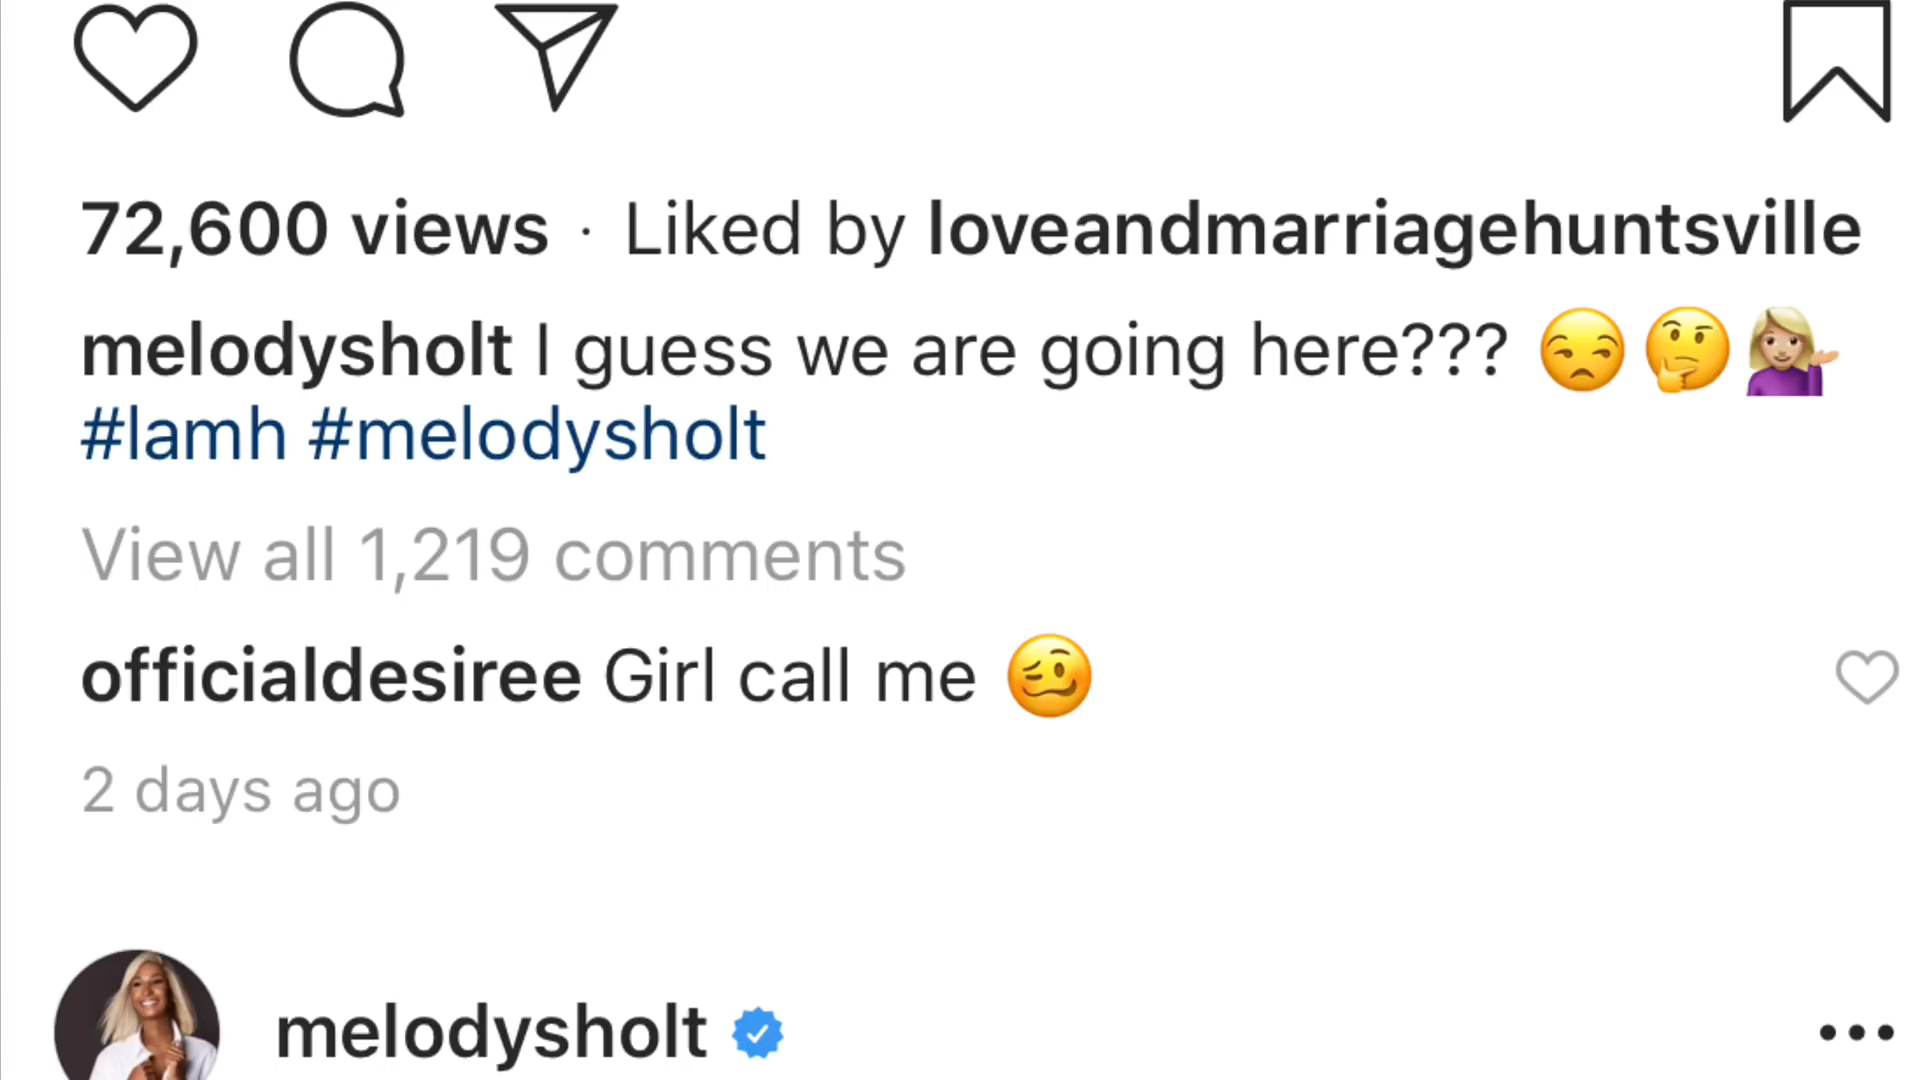 72,600 views · Liked by loveandmarriagehuntsville
melodysholt I guess we are going here??? 😒🤔💁🏼‍♀️
#lamh #melodysholt
View all 1,219 comments
officialdesiree Girl call me 🥴
2 days ago
melodysholt